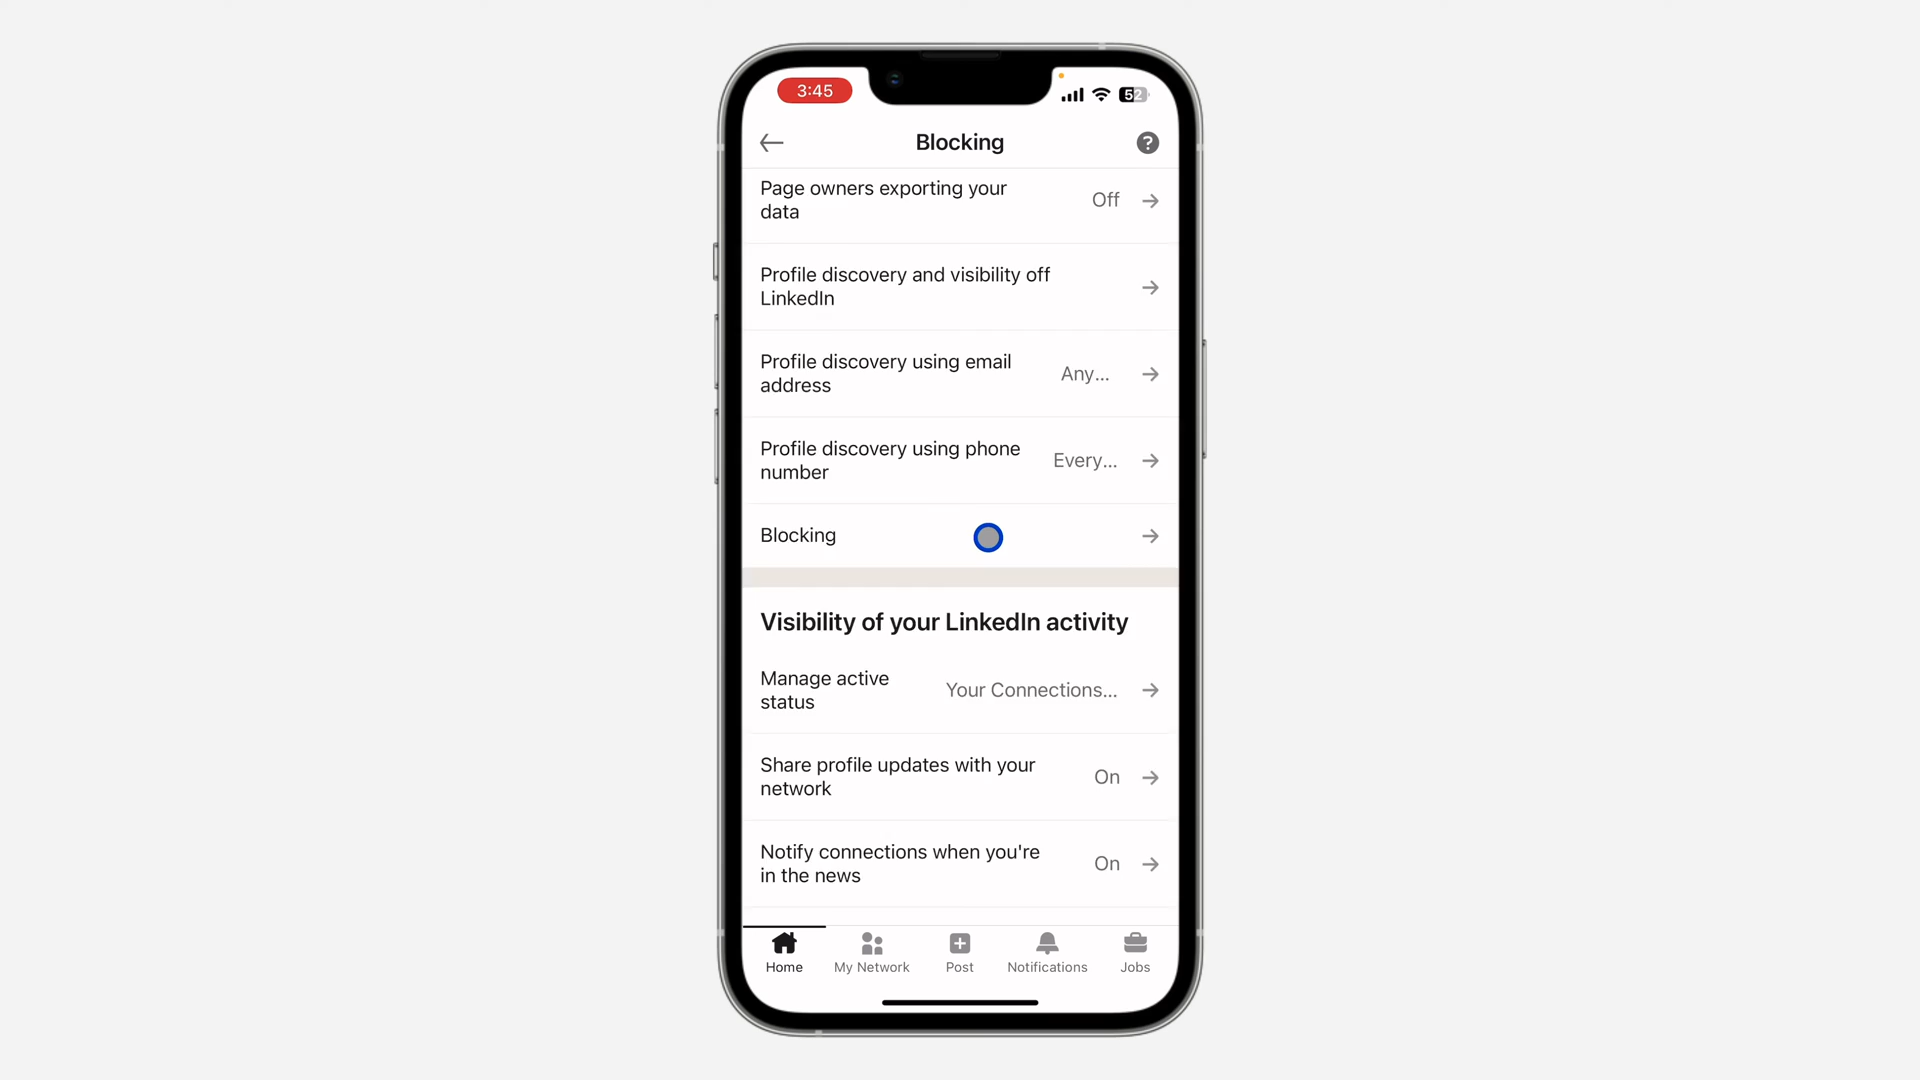 3:45
52
Blocking
?
Page owners exporting your
data
Off
Profile discovery and visibility off
LinkedIn
Profile discovery using email
address
Any...
Profile discovery using phone
number
Every...
Blocking
Visibility of your LinkedIn activity
Manage active
status
Your Connections...
Share profile updates with your
network
On
Notify connections when you're
in the news
On
Home
My Network
Post
Notifications
Jobs